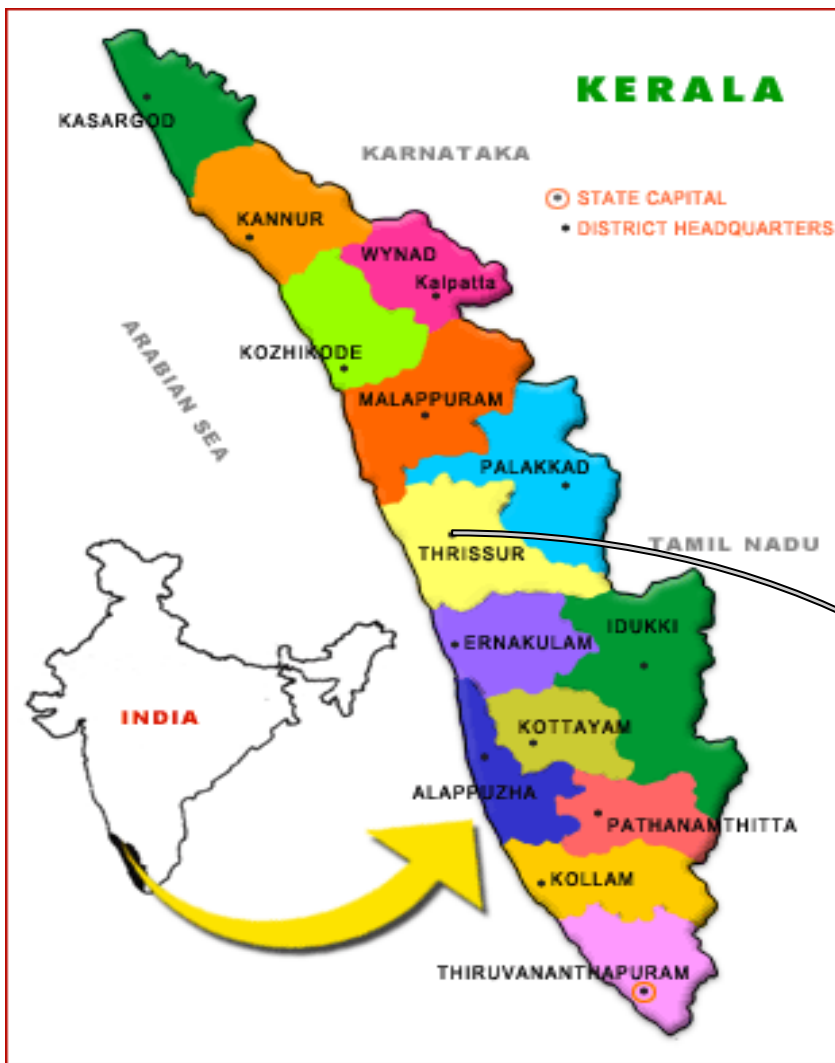 KERALA
KASARGOD
KARNATAKA
STATE CAPITAL
KANNUR
DISTRICT HEADQUARTERS
WYNAD
Kalpatta
ARABIAN SEA
KOZHIKODE
MALAPPURAM
PALAKKAD
THRISSUR
TAMIL NADU
IDUKKI
ERNAKULAM
INDIA
KOTTAYAM
ALAPPUZHA
PATHANAMTHITTA
KOLLAM
THIRUVANANTHAPURAM